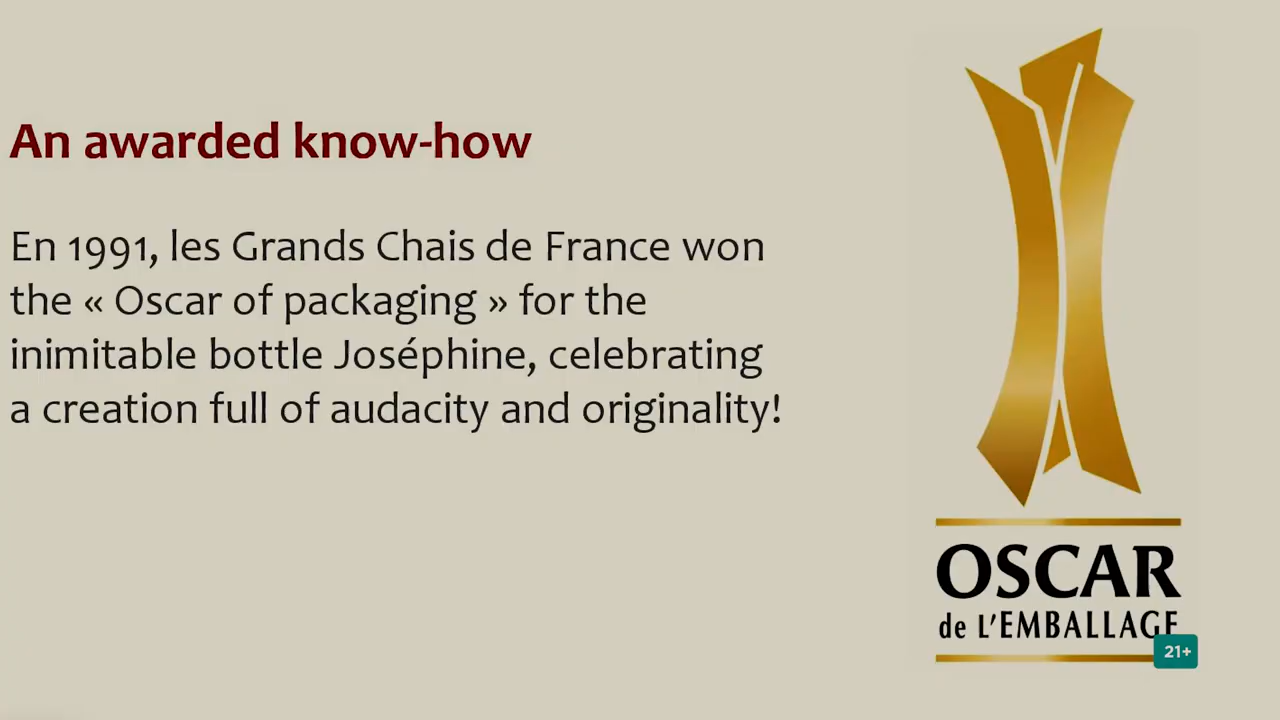 An awarded know-how
En 1991, les Grands Chais de France won
the « Oscar of packaging » for the
inimitable bottle Joséphine, celebrating
a creation full of audacity and originality!
OSCAR
de L'EMBALLAGE
21+